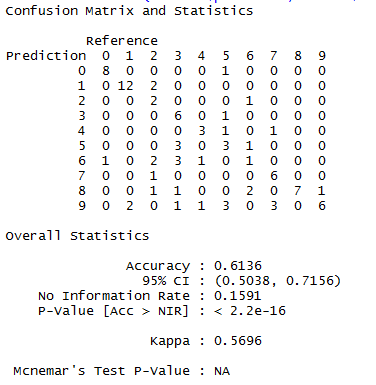 Confusion Matrix and Statistics
Reference
Prediction 0 1 2 3 4 5 6 7 8 9
0 8 0 0 0 0 1 0 0 0 0
1 0 12 2 0 0 0 0 0 0 0
2 0 0 2 0 0 0 1 0 0 0
3 0 0 0 6 0 1 0 0 0 0
4 0 0 0 0 3 1 0 1 0 0
5 0 0 0 3 0 3 1 0 0 0
6 1 0 2 3 1 0 1 0 0 0
7 0 0 1 0 0 0 0 6 0 0
8 0 0 1 1 0 0 2 0 7 1
9 0 2 0 1 1 3 0 3 0 6
Overall Statistics
Accuracy : 0.6136
95% CI : (0.5038, 0.7156)
No Information Rate : 0.1591
P-Value [Acc > NIR] : < 2.2e-16
Kappa : 0.5696
Mcnemar's Test P-Value : NA